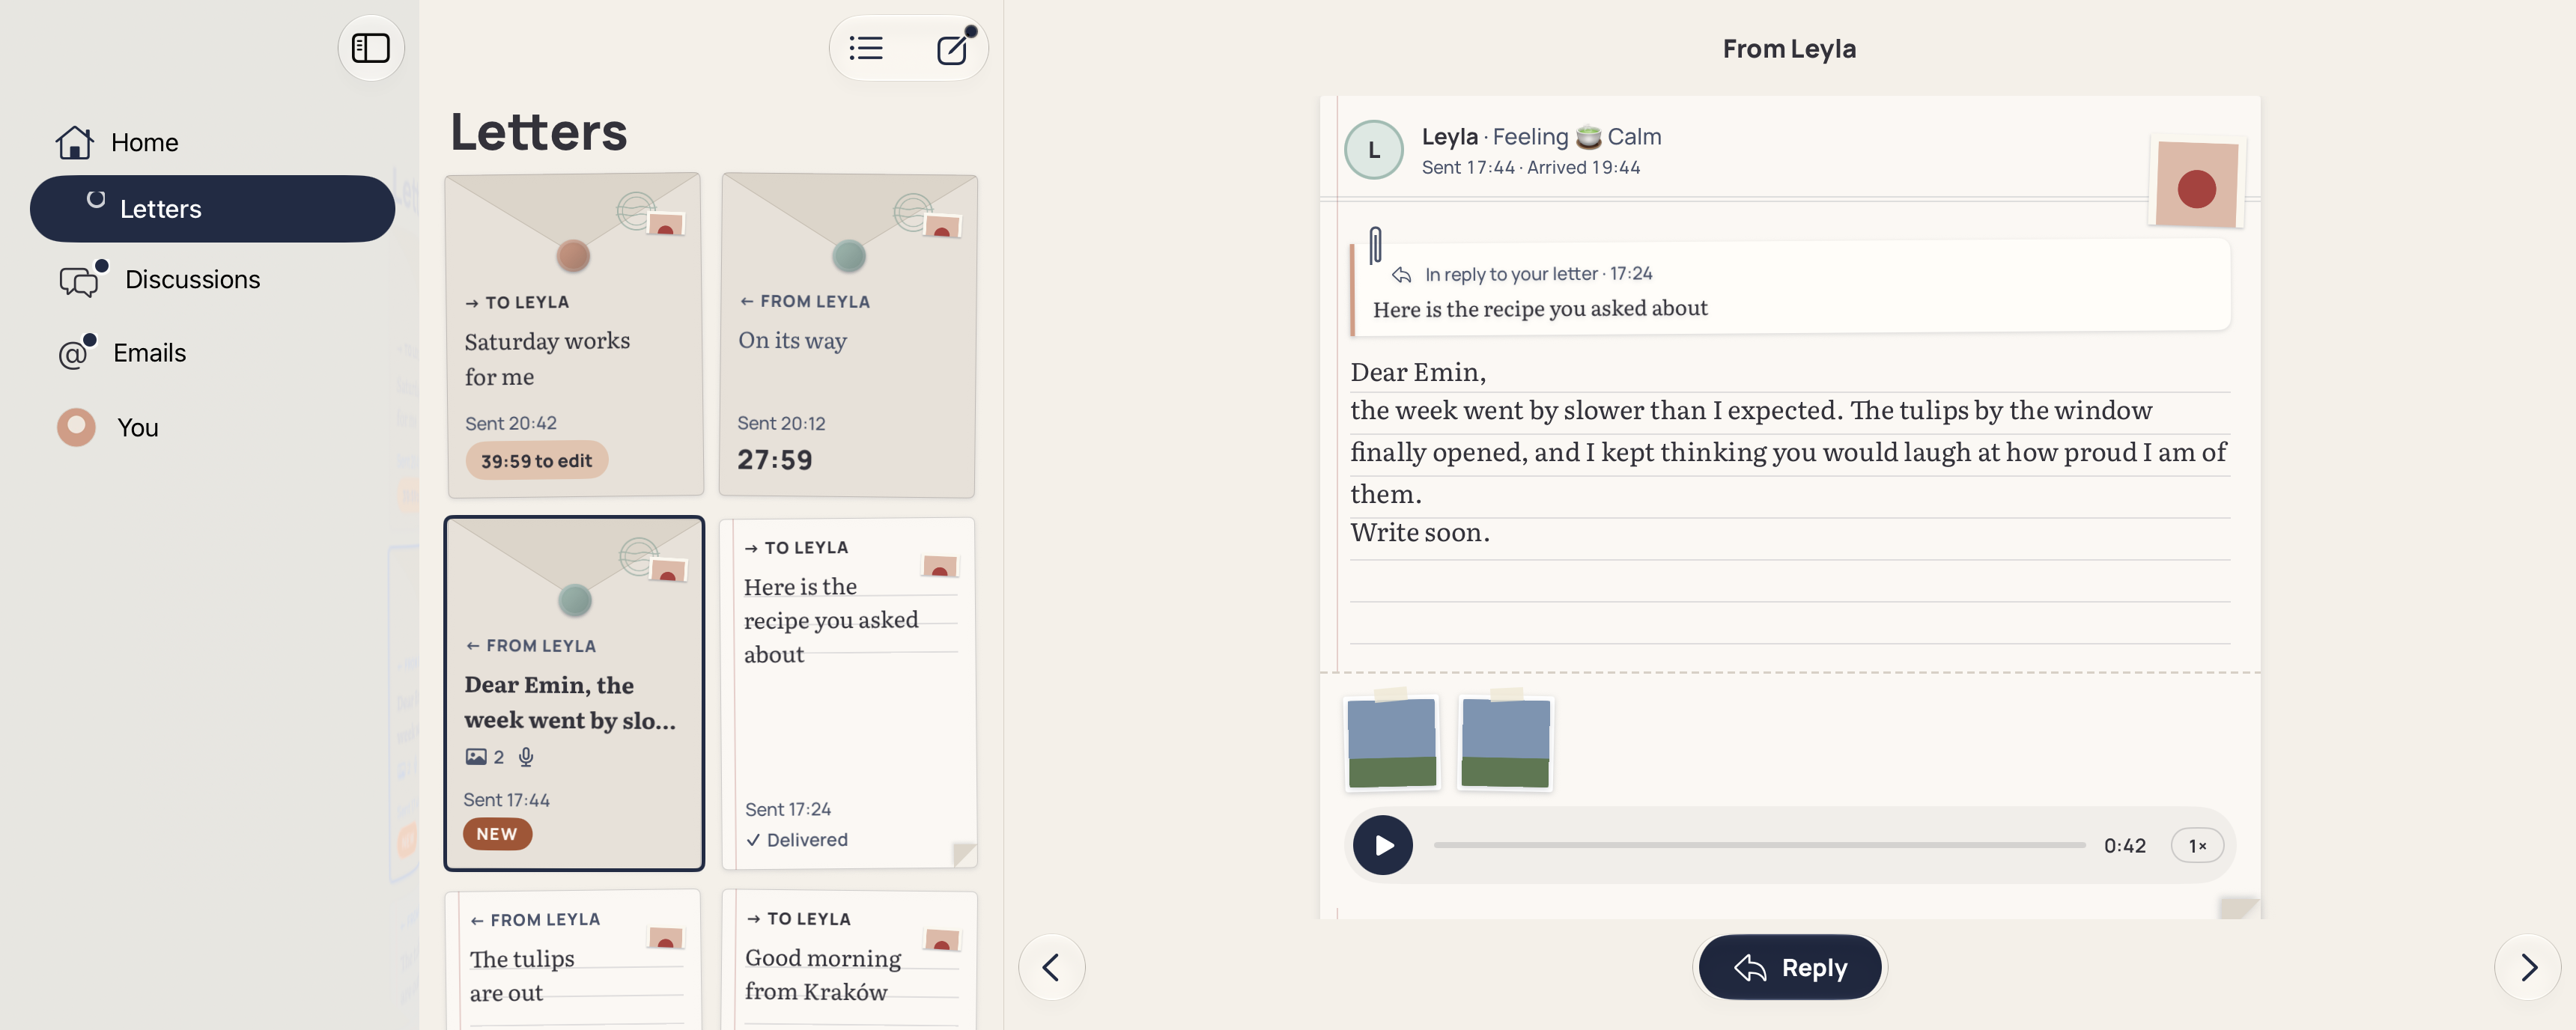 Home
Letters
Discussions
@ Emails
You
Letters
→ TO LEYLA
Saturday works
for me
Sent 20:42
39:59 to edit
← FROM LEYLA
On its way
Sent 20:12
27:59
← FROM LEYLA
Dear Emin, the
week went by slo...
2
Sent 17:44
NEW
→ TO LEYLA
Here is the
recipe you asked
about
Sent 17:24
✓ Delivered
← FROM LEYLA
The tulips
are out
→ TO LEYLA
Good morning
from Kraków
From Leyla
L
Leyla · Feeling 🍵 Calm
Sent 17:44 · Arrived 19:44
In reply to your letter · 17:24
Here is the recipe you asked about
Dear Emin,
the week went by slower than I expected. The tulips by the window
finally opened, and I kept thinking you would laugh at how proud I am of
them.
Write soon.
0:42
1×
Reply